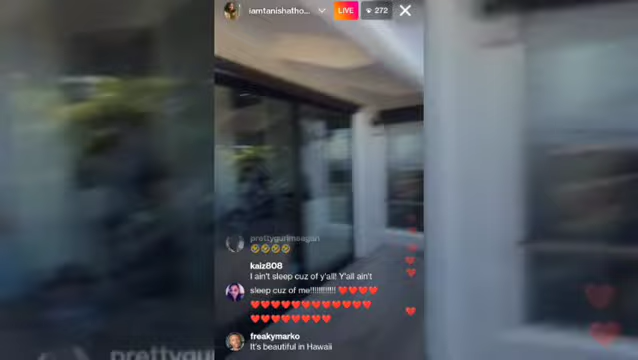 iamtanishatho...
LIVE
272
prettygurlmeagan
🤣🤣🤣🤣
kaiz808
I ain't sleep cuz of y'all! Y'all ain't
sleep cuz of me!!!!!!!!!!!! ❤️❤️❤️❤️
❤️❤️❤️❤️❤️❤️❤️❤️❤️❤️❤️❤️
❤️❤️❤️❤️❤️❤️❤️❤️
freakymarko
It's beautiful in Hawaii
prettygu